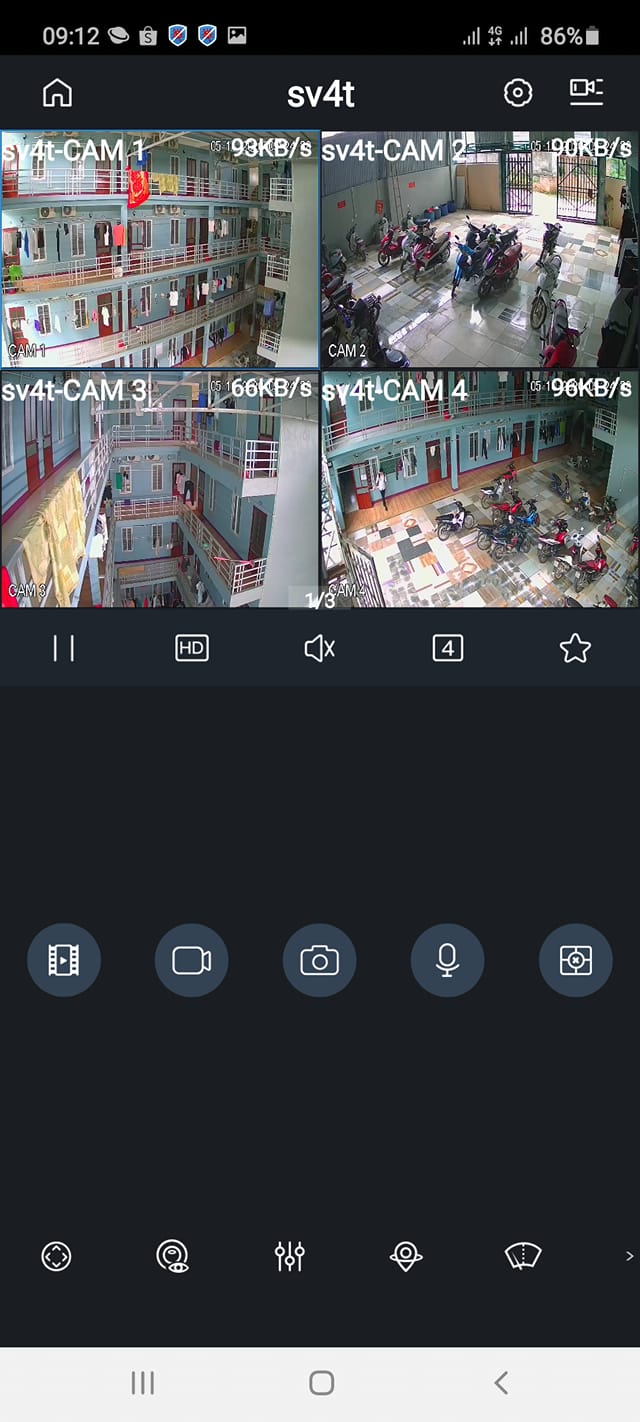 09:12 4G 86%
sv4t
sv4t-CAM 1 93KB/s
sv4t-CAM 2 90KB/s
CAM 1
CAM 2
sv4t-CAM 3 66KB/s
sv4t-CAM 4 96KB/s
CAM 3
1/3
CAM 4
HD 4